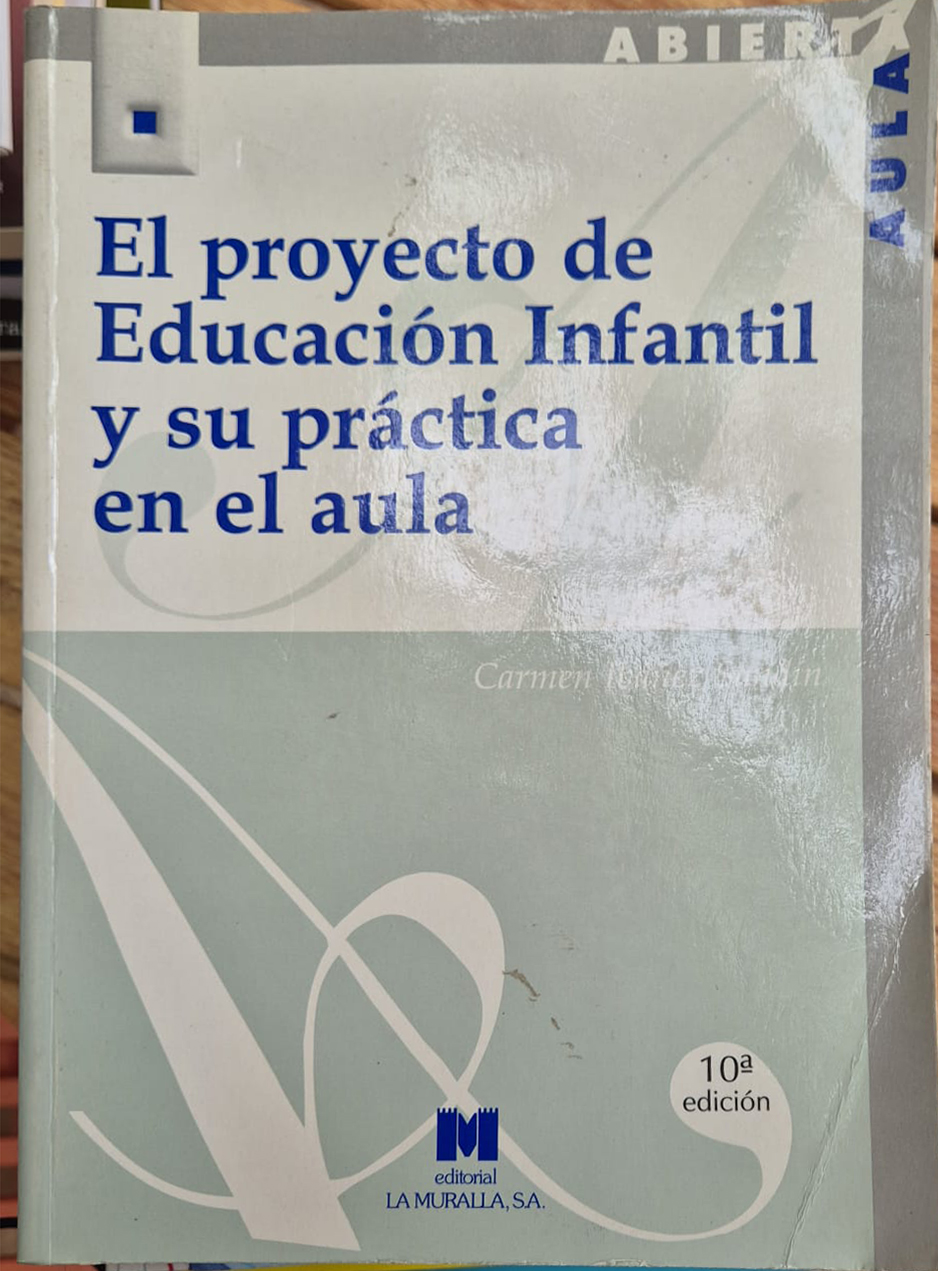 ABIERTA
AULA
El proyecto de
Educación Infantil
y su práctica
en el aula
Carmen
10ª
edición
editorial
LA MURALLA, S.A.